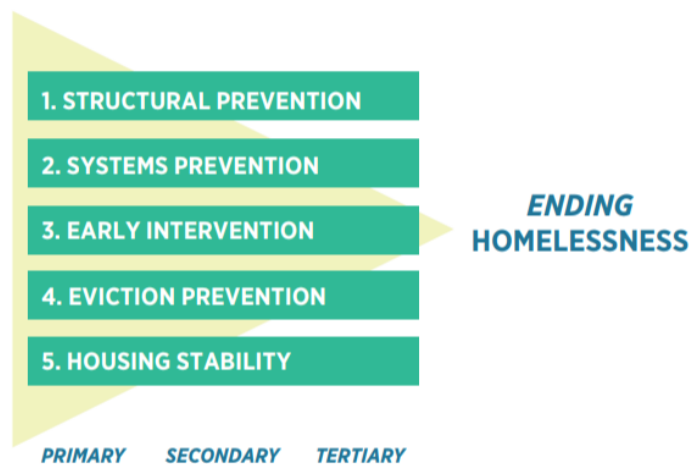 1. STRUCTURAL PREVENTION
2. SYSTEMS PREVENTION
3. EARLY INTERVENTION
4. EVICTION PREVENTION
5. HOUSING STABILITY
ENDING
HOMELESSNESS
PRIMARY SECONDARY TERTIARY